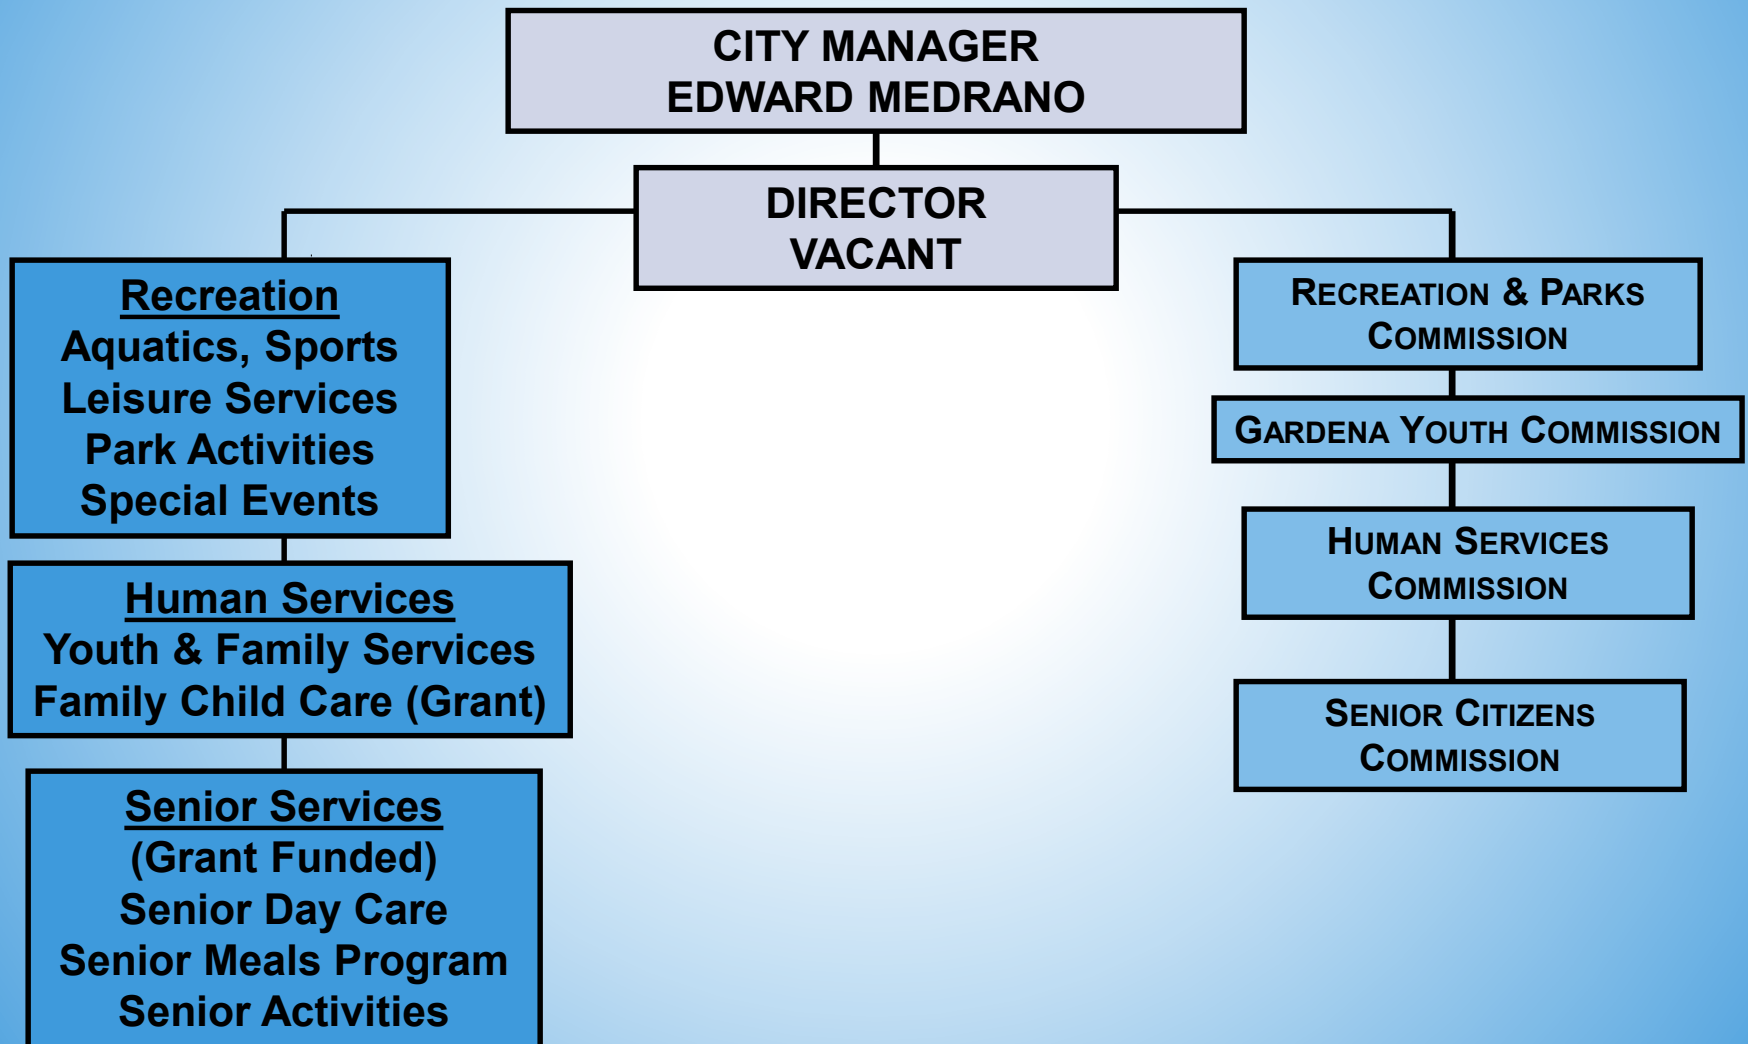 CITY MANAGER
EDWARD MEDRANO
DIRECTOR
VACANT
Recreation
Aquatics, Sports
Leisure Services
Park Activities
Special Events
Human Services
Youth & Family Services
Family Child Care (Grant)
Senior Services
(Grant Funded)
Senior Day Care
Senior Meals Program
Senior Activities
RECREATION & PARKS
COMMISSION
GARDENA YOUTH COMMISSION
HUMAN SERVICES
COMMISSION
SENIOR CITIZENS
COMMISSION